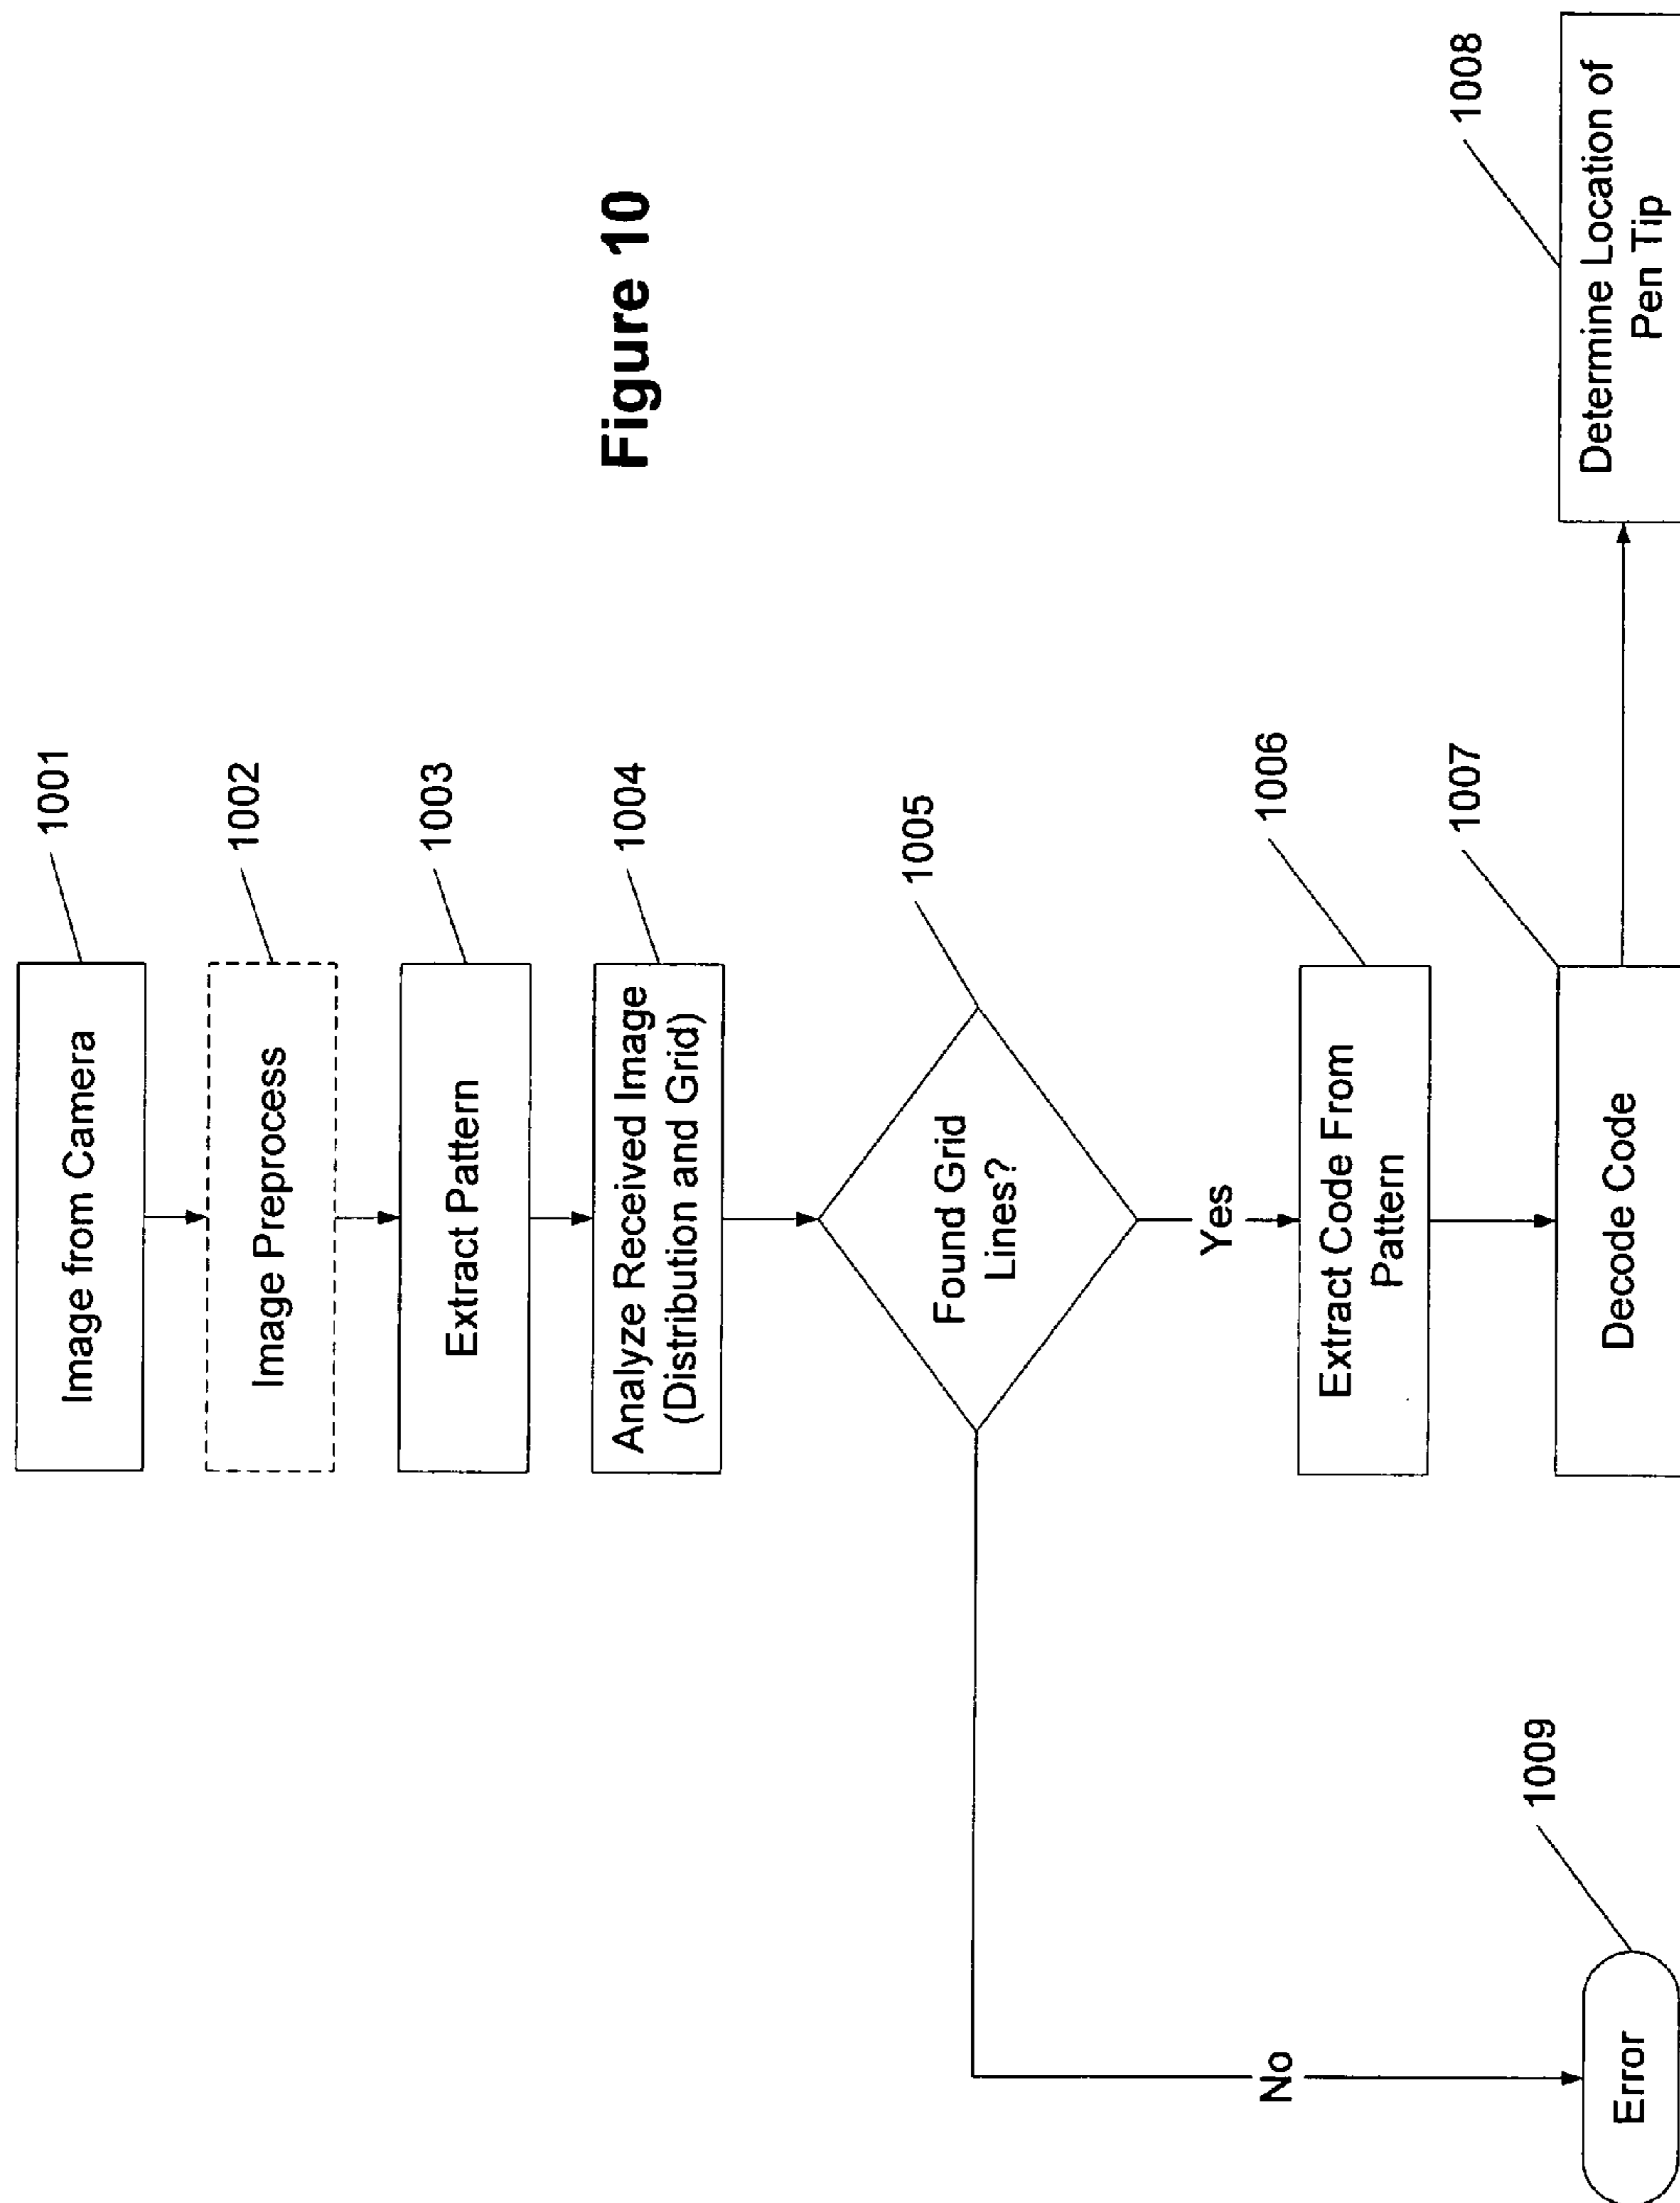 Figure 10
Image from Camera
1001
Image Preprocess
1002
Extract Pattern
1003
Analyze Received Image
(Distribution and Grid)
1004
Found Grid
Lines?
1005
Yes
No
Extract Code From
Pattern
1006
Decode Code
1007
Determine Location of
Pen Tip
1008
Error
1009